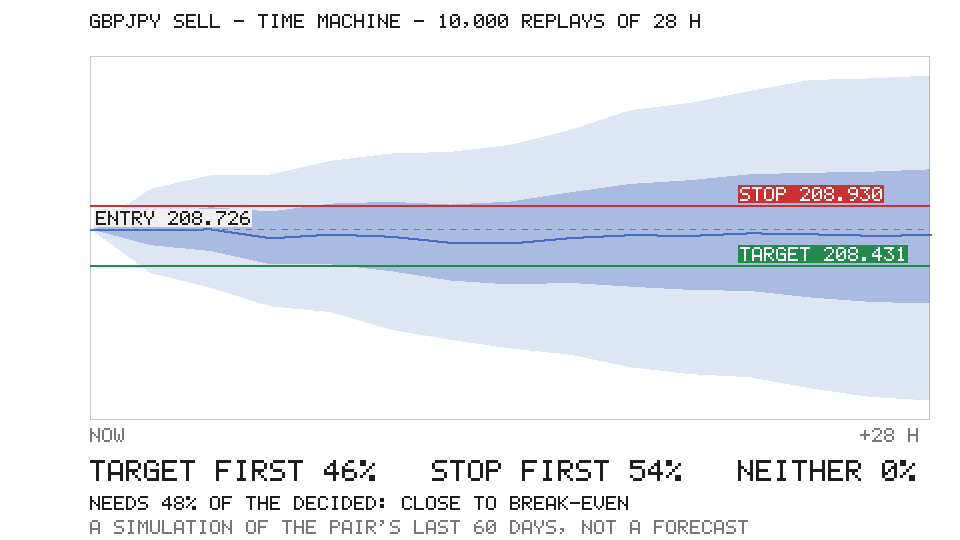 GBPJPY SELL - TIME MACHINE - 10,000 REPLAYS OF 28 H
STOP 208.930
ENTRY 208.726
TARGET 208.431
NOW +28 H
TARGET FIRST 46% STOP FIRST 54% NEITHER 0%
NEEDS 48% OF THE DECIDED: CLOSE TO BREAK-EVEN
A SIMULATION OF THE PAIR'S LAST 60 DAYS, NOT A FORECAST